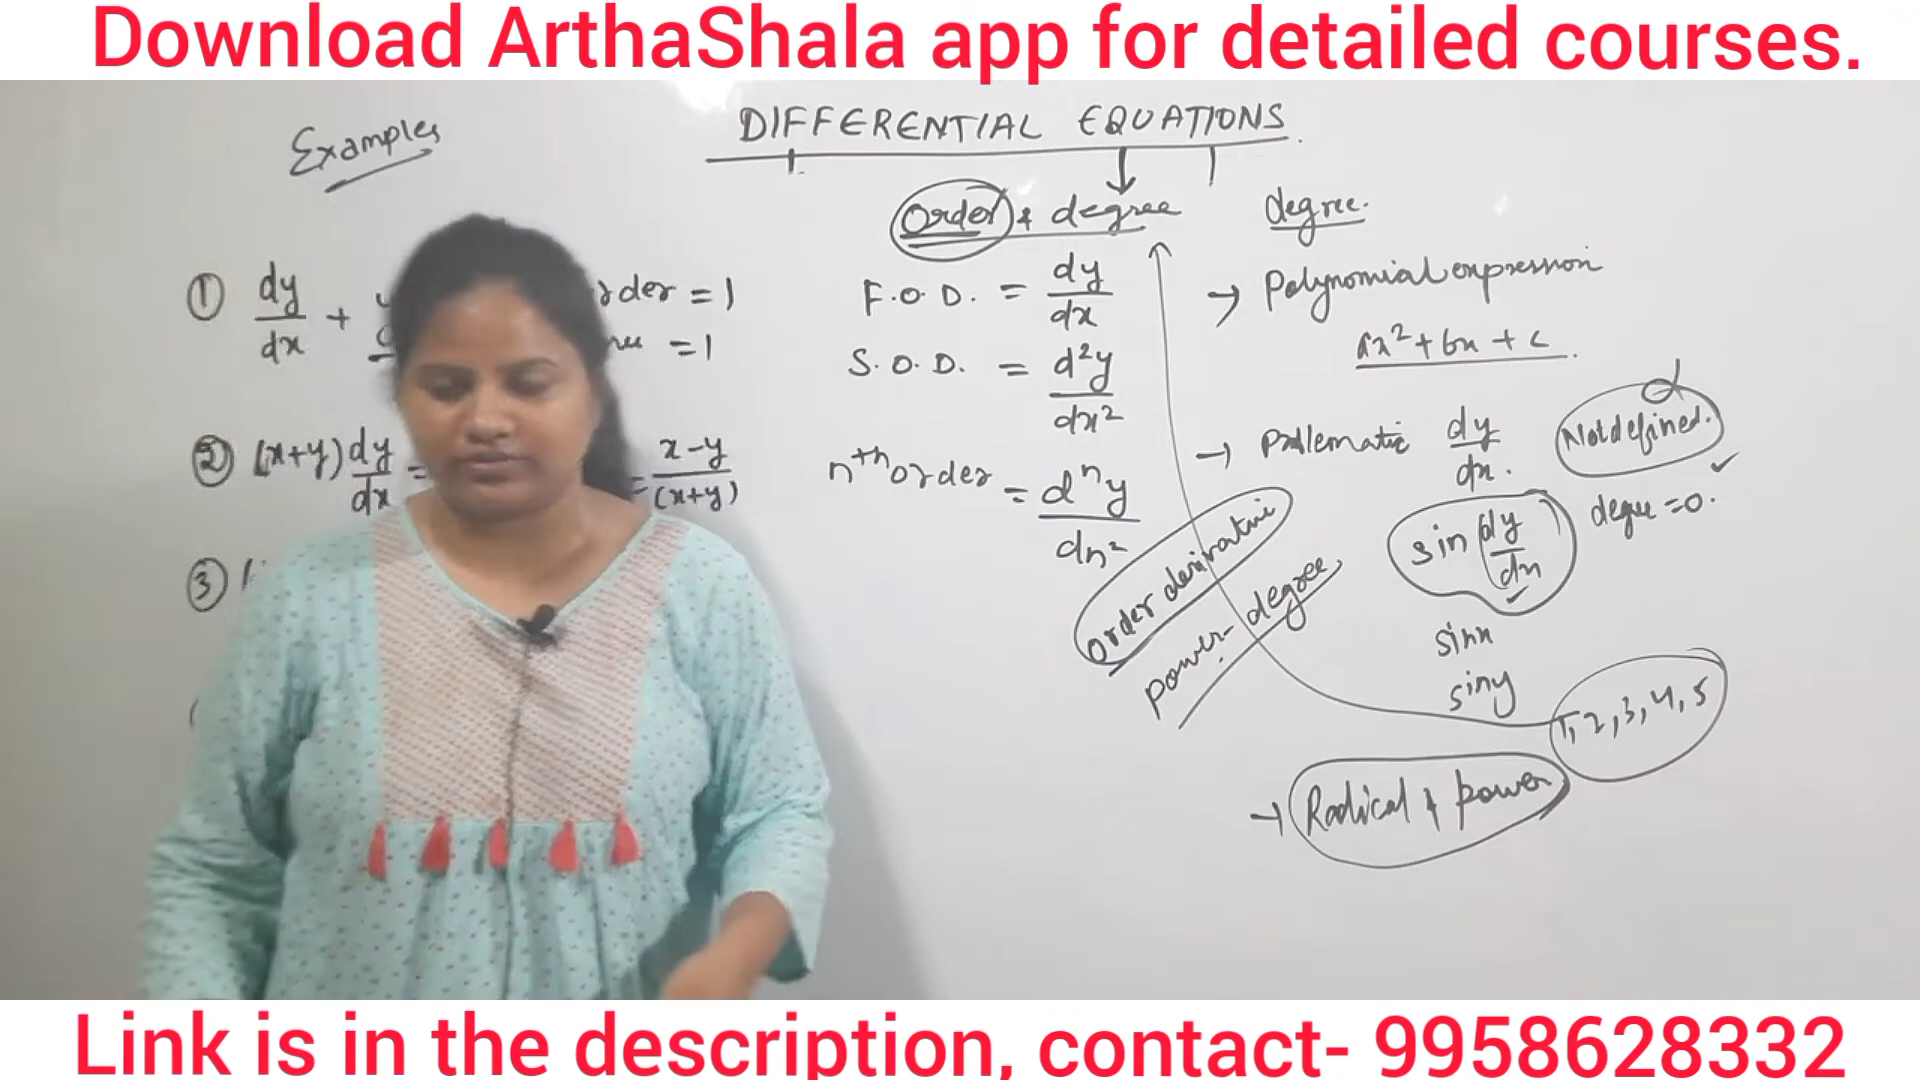 Download ArthaShala app for detailed courses.
Examples
DIFFERENTIAL EQUATIONS.
Order & degree
degree.
① dy/dx +
order = 1
= 1
F.O.D. = dy/dx
→ Polynomial expression
ax²+bx+c.
S.O.D. = d²y/dx²
② (x+y) dy/dx =
= x-y/(x+y)
nth order = dⁿy/dn²
→ Problematic dy/dx.
Not defined.
degree = 0.
sin dy/dx
③
order derivative
power - degree
sinx
siny
1, 2, 3, 4, 5
→ Radical & power
Link is in the description, contact- 9958628332